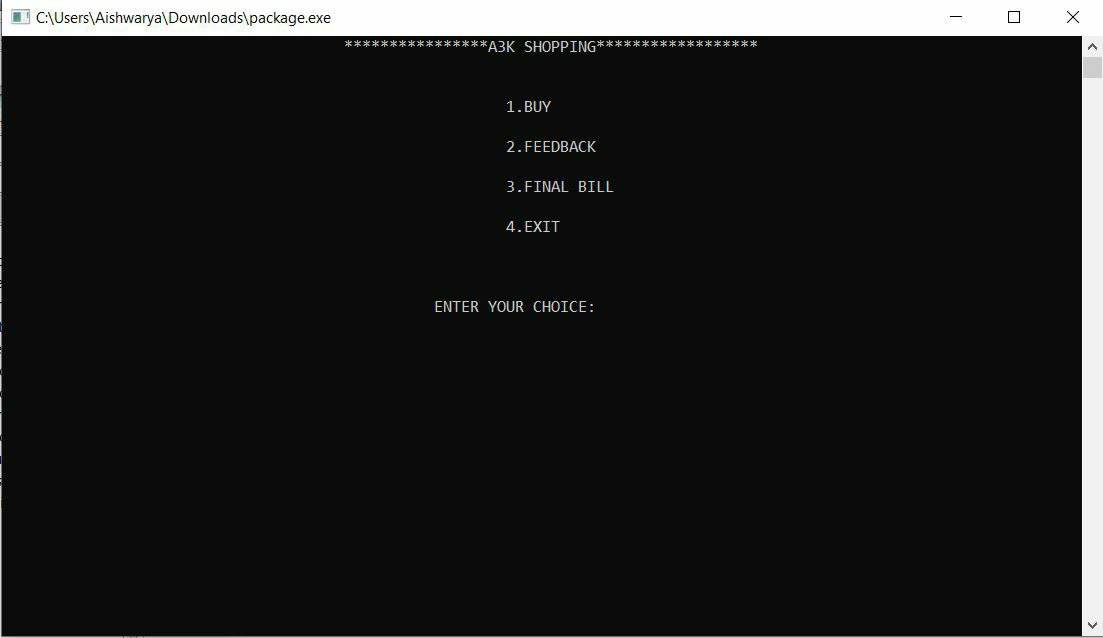 C:\Users\Aishwarya\Downloads\package.exe
****************A3K SHOPPING******************
1.BUY
2.FEEDBACK
3.FINAL BILL
4.EXIT
ENTER YOUR CHOICE: